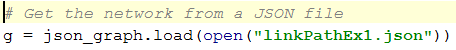 # Get the network from a JSON file
g = json_graph.load(open("linkPathEx1.json"))